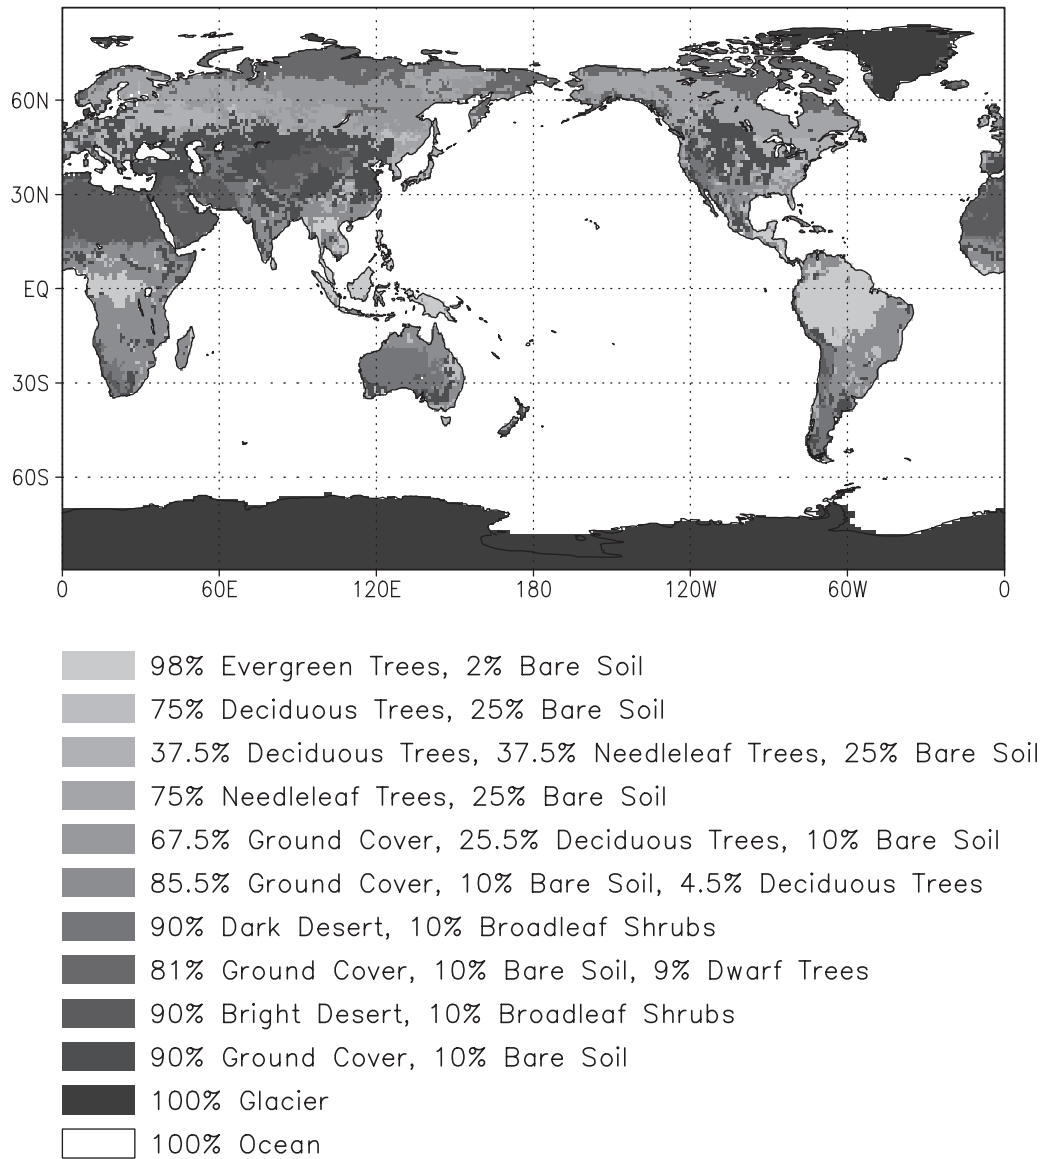 60N
30N
EQ
30S
60S
0 60E 120E 180 120W 60W 0
98% Evergreen Trees, 2% Bare Soil
75% Deciduous Trees, 25% Bare Soil
37.5% Deciduous Trees, 37.5% Needleleaf Trees, 25% Bare Soil
75% Needleleaf Trees, 25% Bare Soil
67.5% Ground Cover, 25.5% Deciduous Trees, 10% Bare Soil
85.5% Ground Cover, 10% Bare Soil, 4.5% Deciduous Trees
90% Dark Desert, 10% Broadleaf Shrubs
81% Ground Cover, 10% Bare Soil, 9% Dwarf Trees
90% Bright Desert, 10% Broadleaf Shrubs
90% Ground Cover, 10% Bare Soil
100% Glacier
100% Ocean